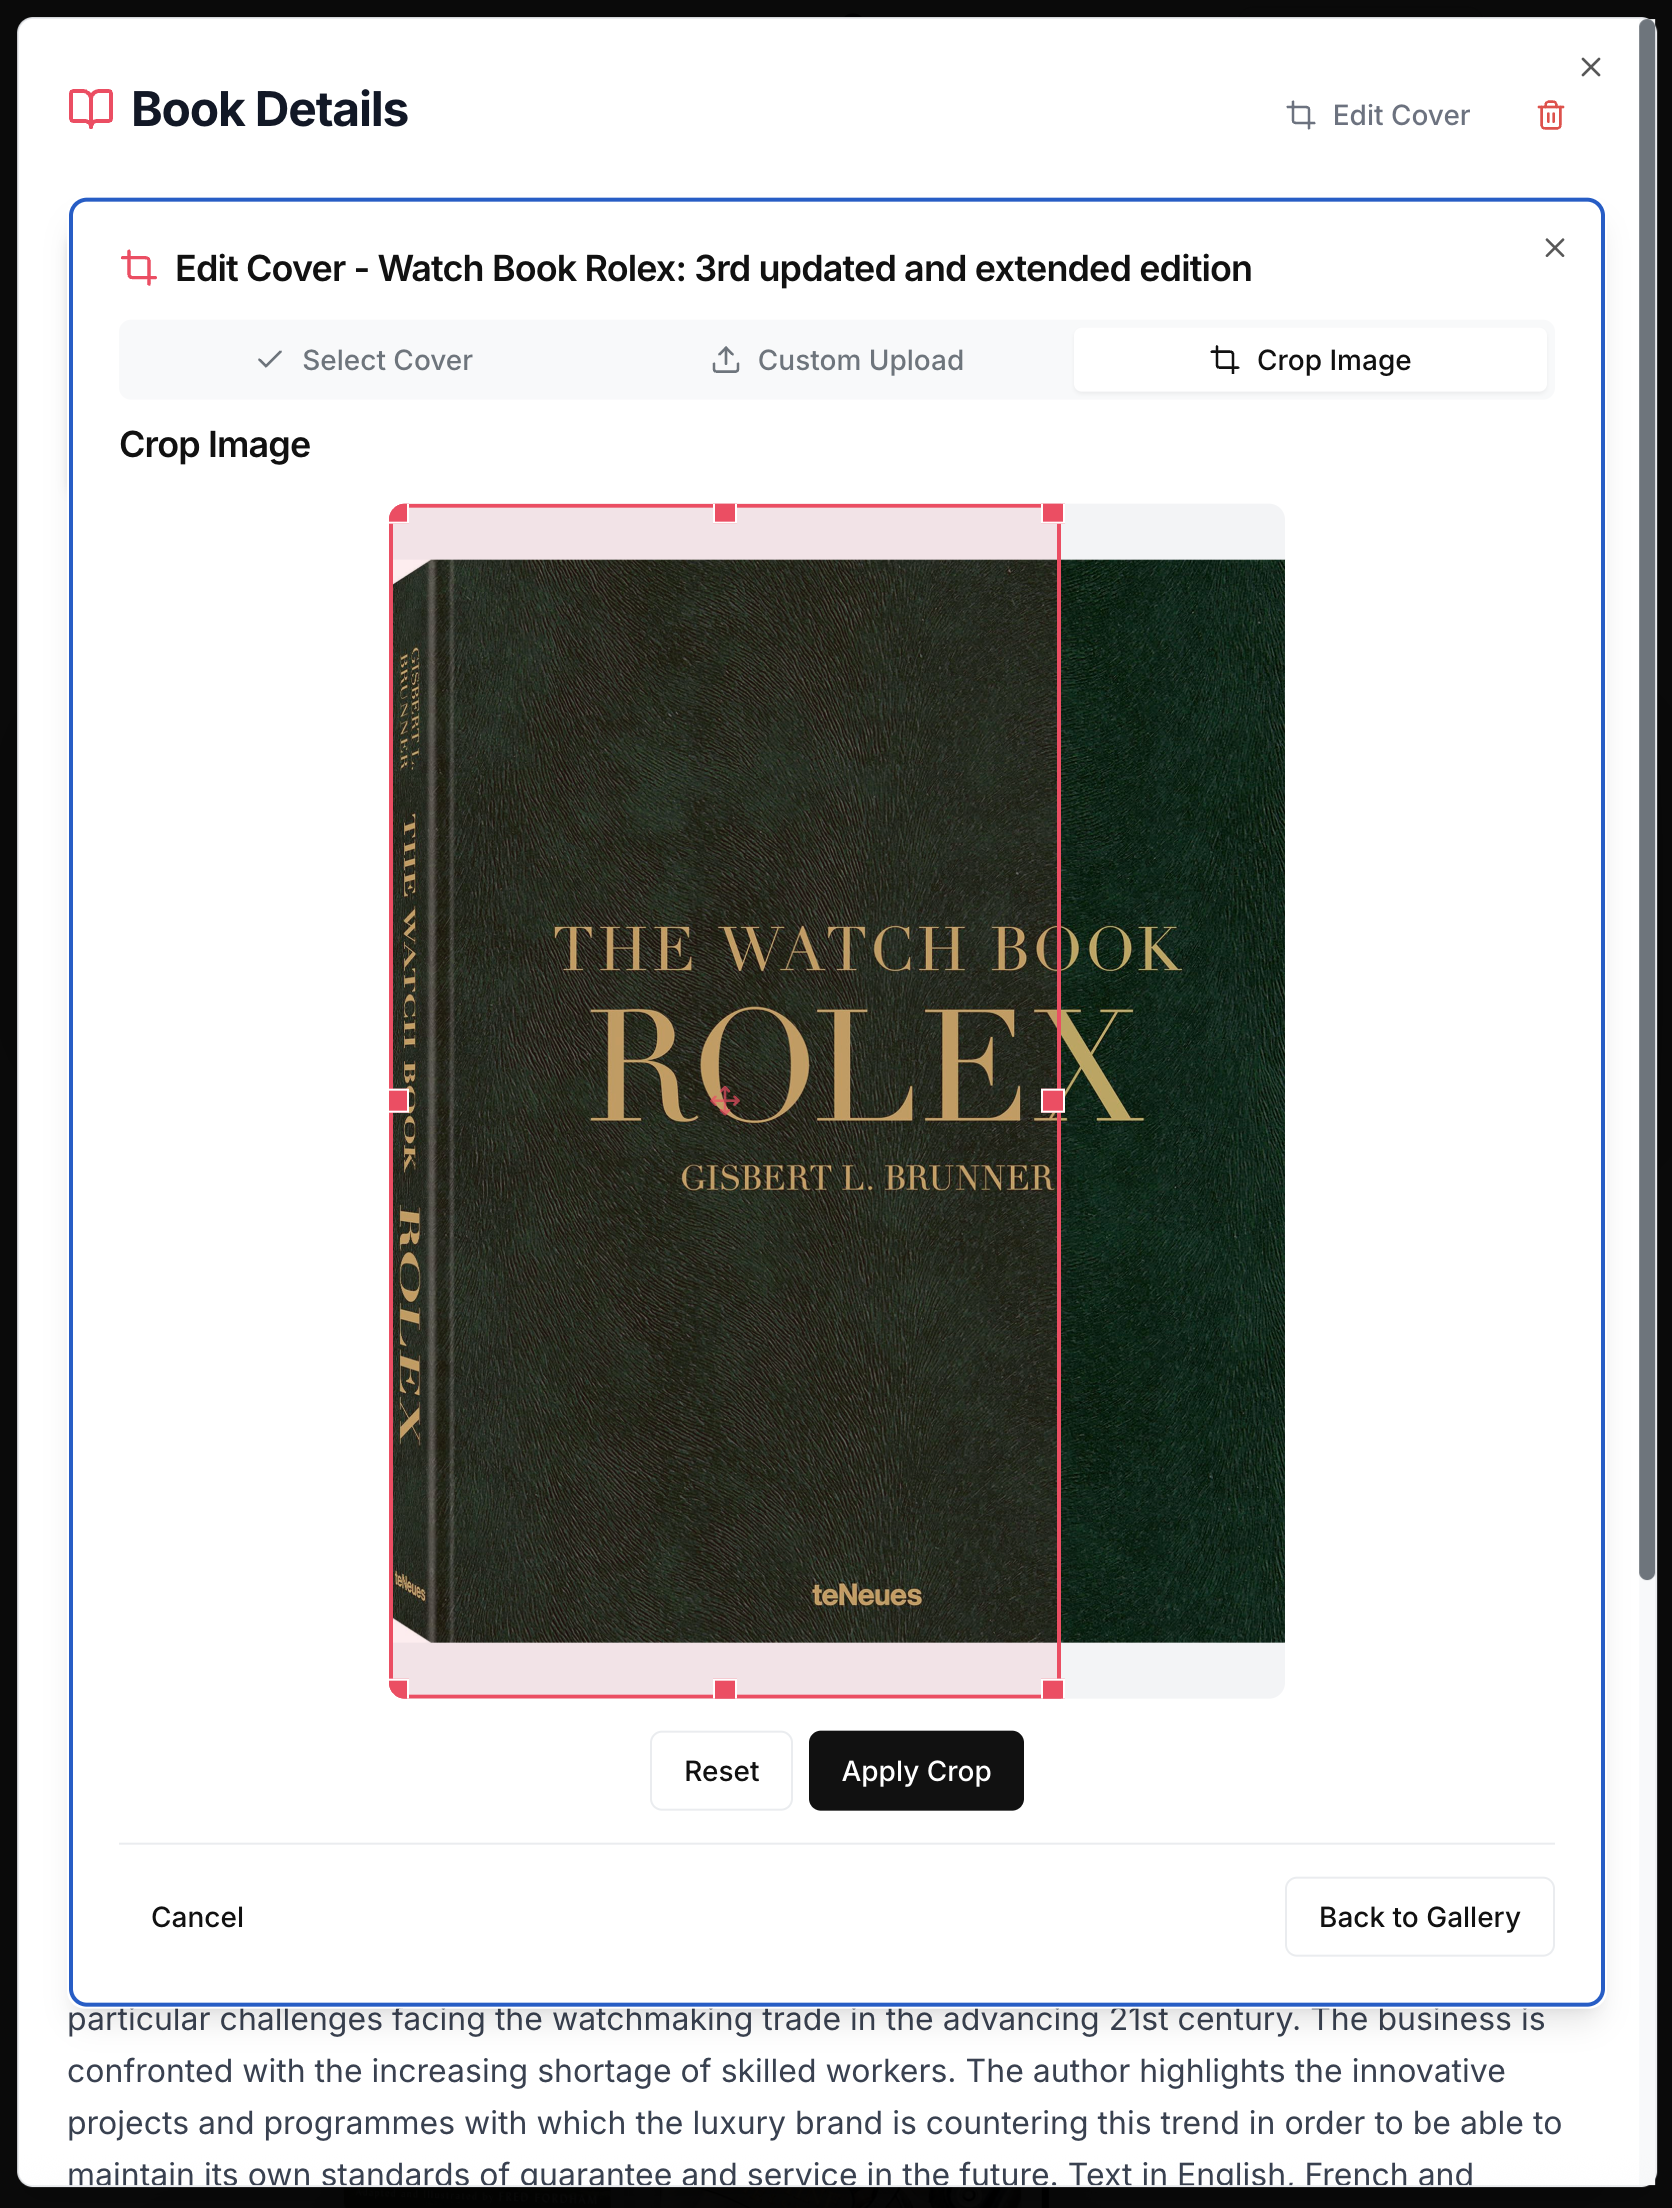 Book Details
Edit Cover
Edit Cover - Watch Book Rolex: 3rd updated and extended edition
Select Cover
Custom Upload
Crop Image
Crop Image
GISBERT L.
BRUNNER
THE WATCH BOOK
ROLEX
teNeues
THE WATCH BOOK
ROLEX
GISBERT L. BRUNNER
teNeues
Reset
Apply Crop
Cancel
Back to Gallery
particular challenges facing the watchmaking trade in the advancing 21st century. The business is
confronted with the increasing shortage of skilled workers. The author highlights the innovative
projects and programmes with which the luxury brand is countering this trend in order to be able to
maintain its own standards of guarantee and service in the future. Text in English, French and